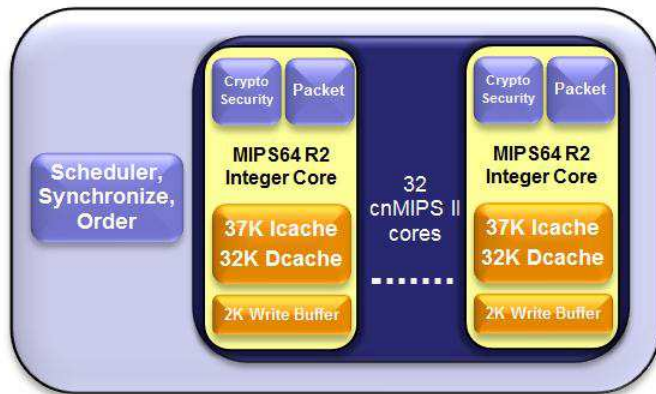 Scheduler,
Synchronize,
Order
Crypto
Security
Packet
MIPS64 R2
Integer Core
37K Icache
32K Dcache
2K Write Buffer
32
cnMIPS II
cores
Crypto
Security
Packet
MIPS64 R2
Integer Core
37K Icache
32K Dcache
2K Write Buffer